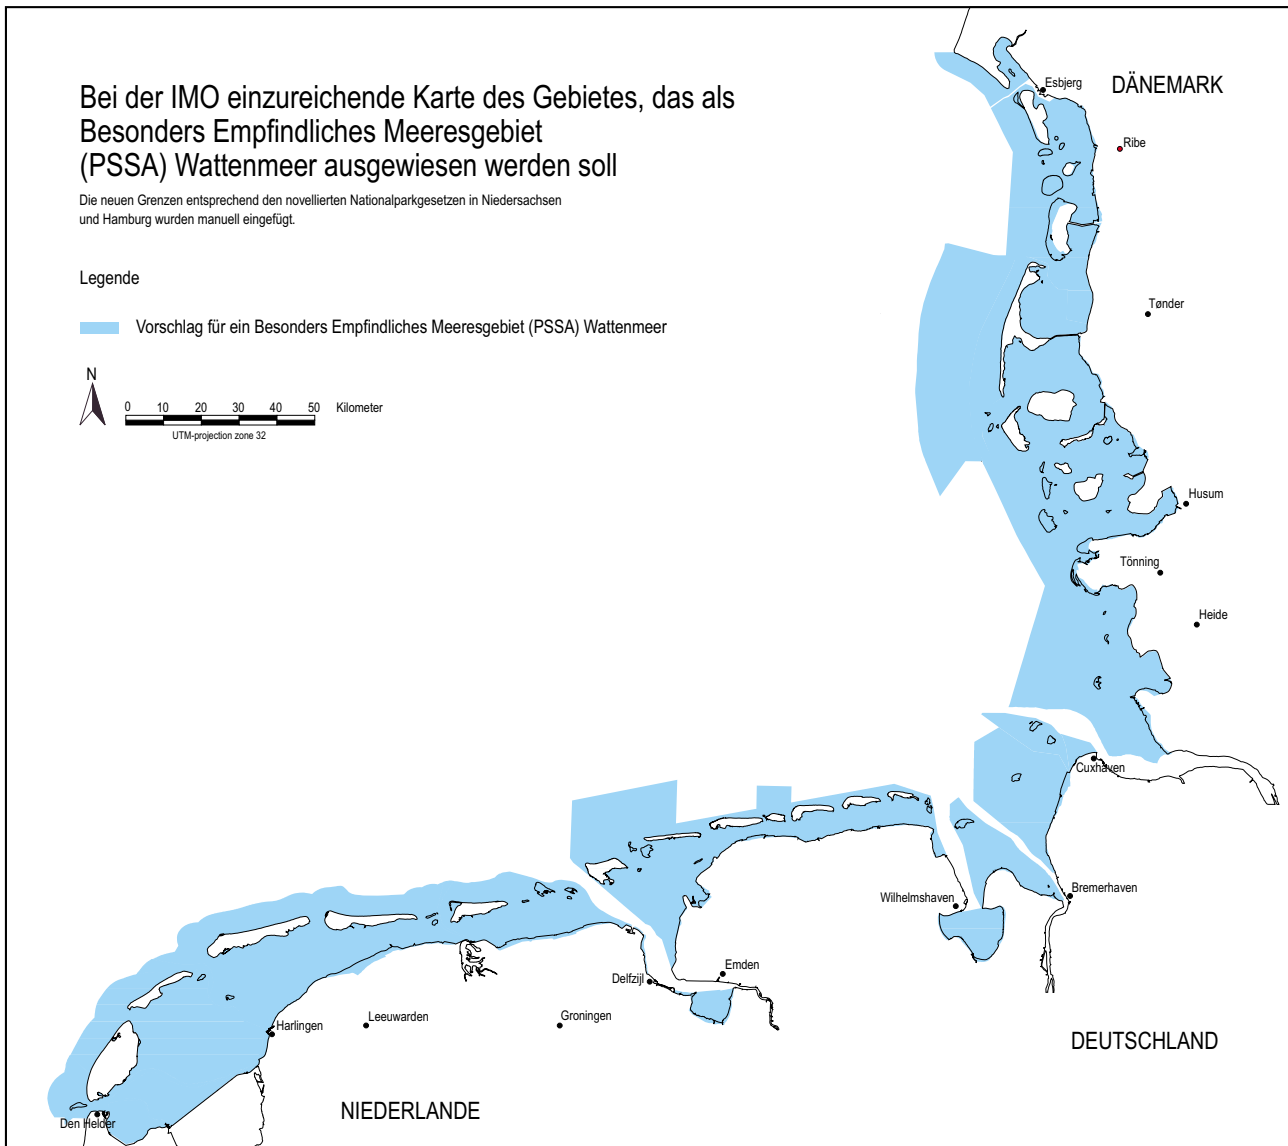 Bei der IMO einzureichende Karte des Gebietes, das als
Besonders Empfindliches Meeresgebiet
(PSSA) Wattenmeer ausgewiesen werden soll
Die neuen Grenzen entsprechend den novellierten Nationalparkgesetzen in Niedersachsen
und Hamburg wurden manuell eingefügt.
Legende
Vorschlag für ein Besonders Empfindliches Meeresgebiet (PSSA) Wattenmeer
N
0 10 20 30 40 50 Kilometer
UTM-projection zone 32
Esbjerg
DÄNEMARK
Ribe
Tønder
Husum
Tönning
Heide
Cuxhaven
Bremerhaven
Wilhelmshaven
Emden
Delfzijl
Groningen
Leeuwarden
Harlingen
DEUTSCHLAND
NIEDERLANDE
Den Helder